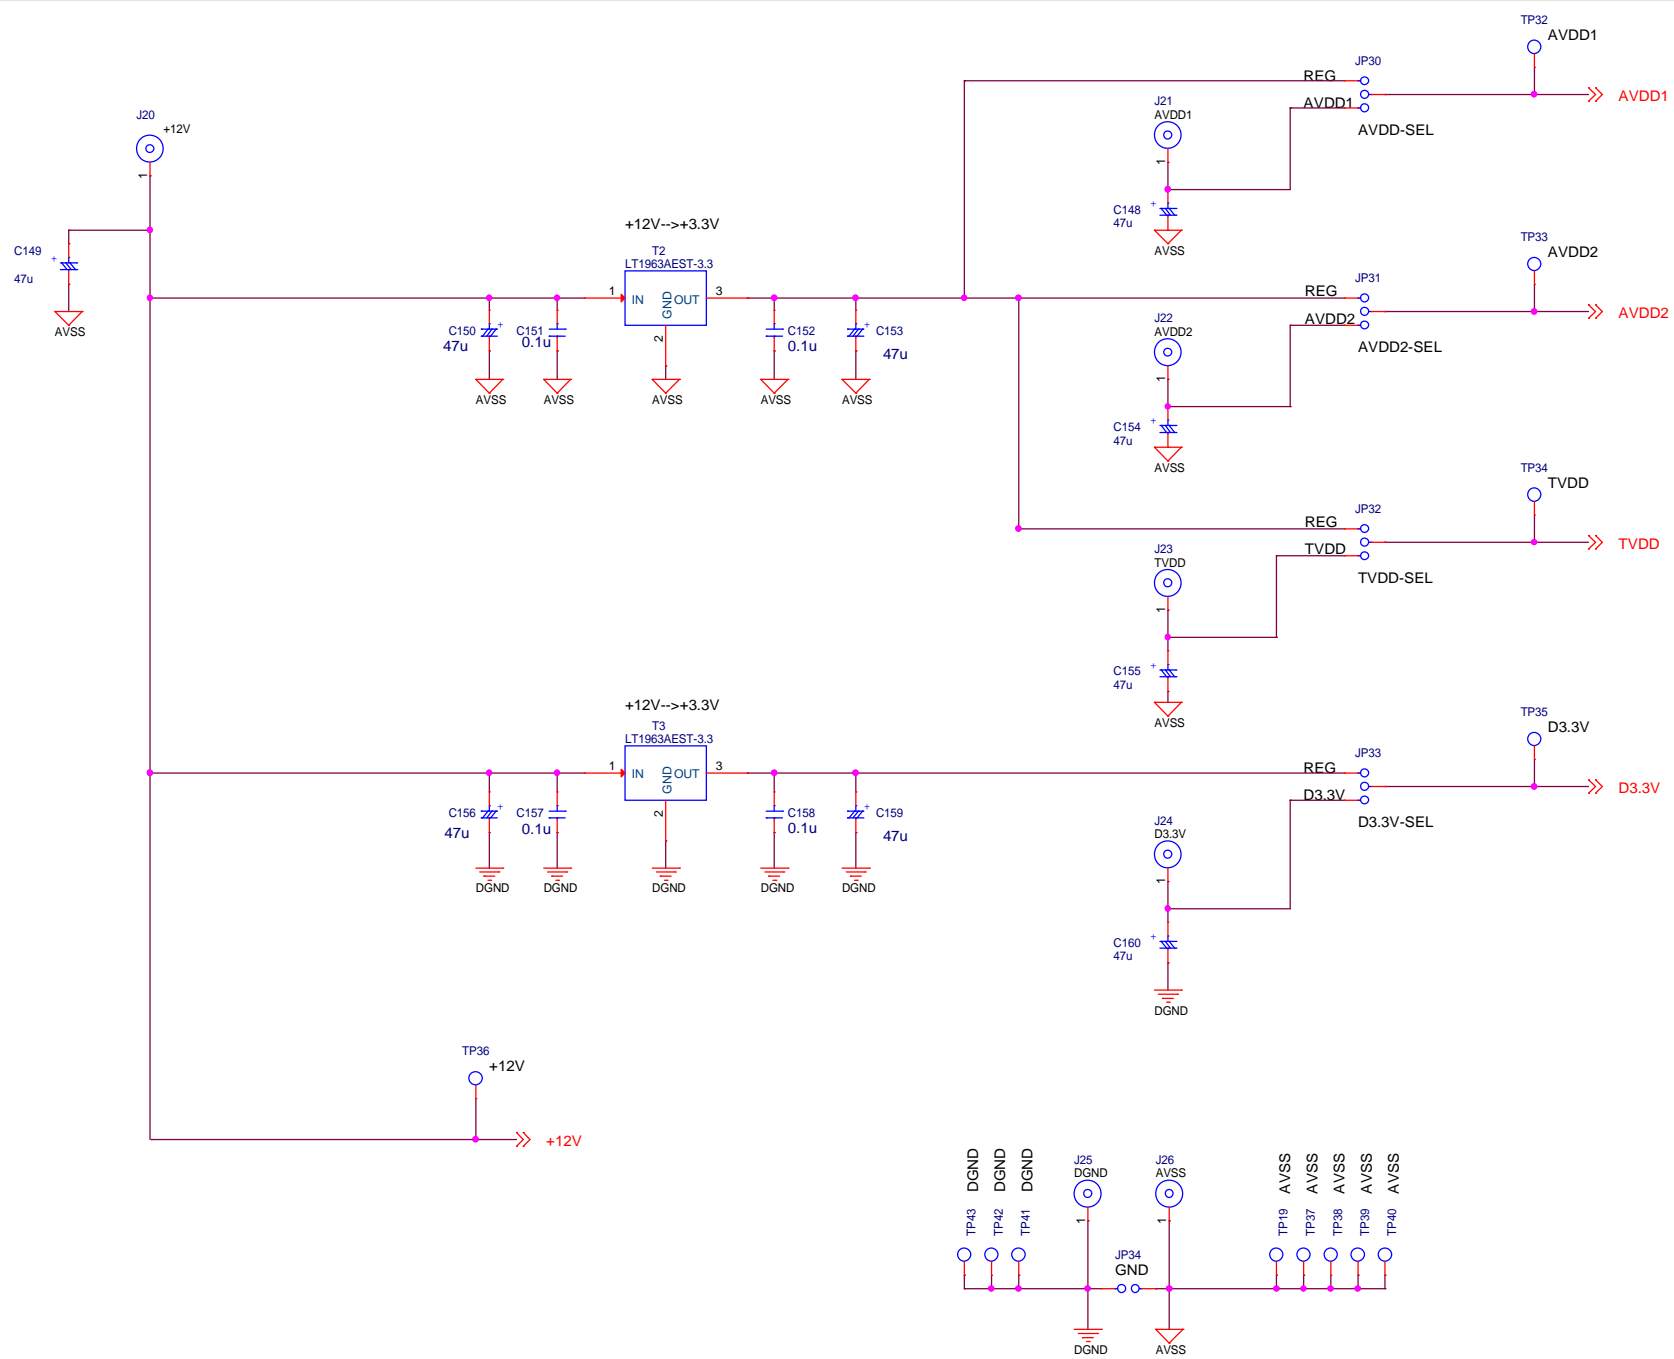 TP32
AVDD1
JP30
REG
AVDD1
AVDD1
AVDD-SEL
J21
AVDD1
1
C148
+
47u
AVSS
J20
+12V
1
C149
+
47u
AVSS
+12V-->+3.3V
T2
LT1963AEST-3.3
1
IN
GND
OUT
3
2
C150
+
47u
C151
0.1u
C152
0.1u
+
C153
47u
AVSS
AVSS
AVSS
AVSS
AVSS
TP33
AVDD2
JP31
REG
AVDD2
AVDD2
AVDD2-SEL
J22
AVDD2
1
C154
+
47u
AVSS
TP34
TVDD
JP32
REG
TVDD
TVDD
TVDD-SEL
J23
TVDD
1
C155
+
47u
AVSS
+12V-->+3.3V
T3
LT1963AEST-3.3
1
IN
GND
OUT
3
2
C156
+
47u
C157
0.1u
C158
0.1u
+
C159
47u
DGND
DGND
DGND
DGND
DGND
TP35
D3.3V
JP33
REG
D3.3V
D3.3V
D3.3V-SEL
J24
D3.3V
1
C160
+
47u
DGND
TP36
+12V
+12V
TP43 DGND
TP42 DGND
TP41 DGND
J25
DGND
1
JP34
GND
J26
AVSS
1
TP19 AVSS
TP37 AVSS
TP38 AVSS
TP39 AVSS
TP40 AVSS
DGND
AVSS